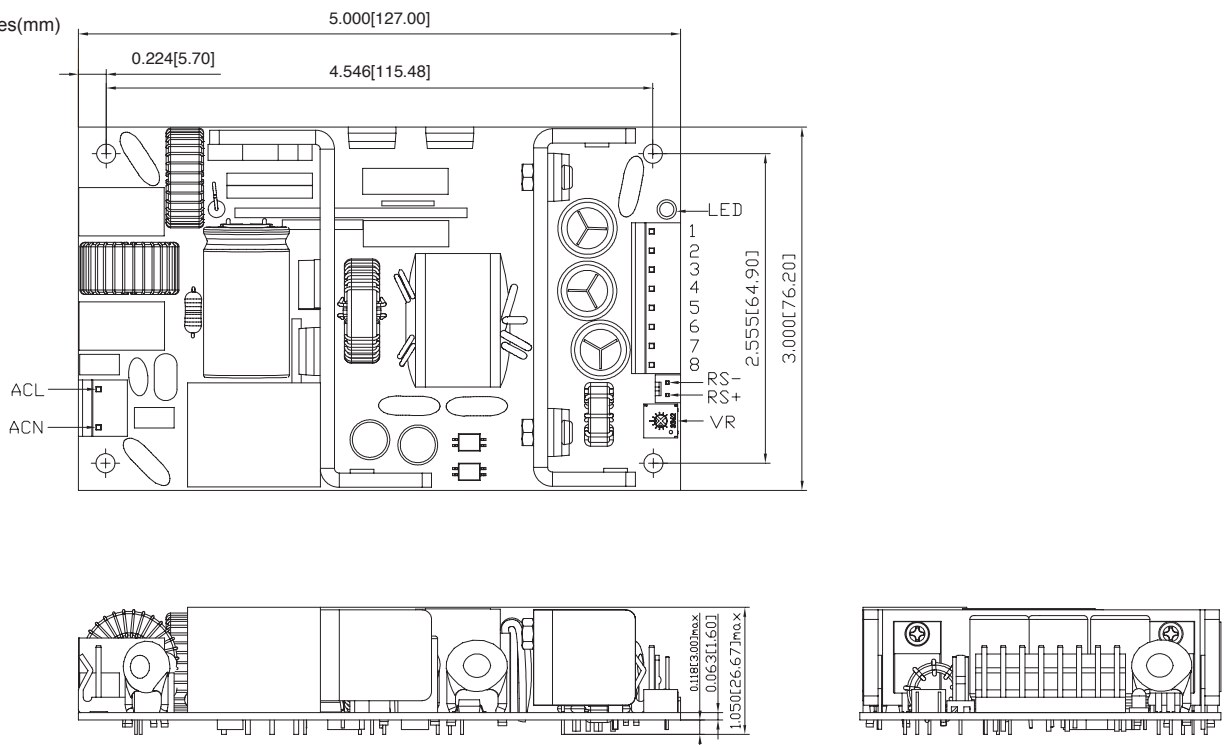 es(mm)
5.000[127.00]
0.224[5.70]
4.546[115.48]
LED
1
2
3
4
5
6
7
8
2.555[64.90]
3.000[76.20]
RS-
RS+
VR
ACL
ACN
0.118[3.00]max
0.063[1.60]
1.050[26.67]max